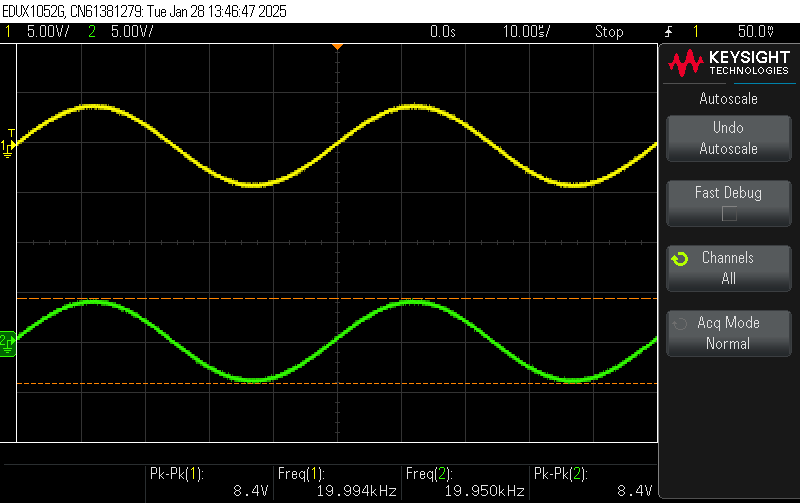 EDUX1052G, CN61381279: Tue Jan 28 13:46:47 2025
1 5.00V/ 2 5.00V/ 0.0s 10.00us/ Stop 1 50.0mV
KEYSIGHT
TECHNOLOGIES
Autoscale
Undo
Autoscale
Fast Debug
Channels
All
Acq Mode
Normal
T
1
2
Pk-Pk(1): Freq(1): Freq(2): Pk-Pk(2):
8.4V 19.994kHz 19.950kHz 8.4V